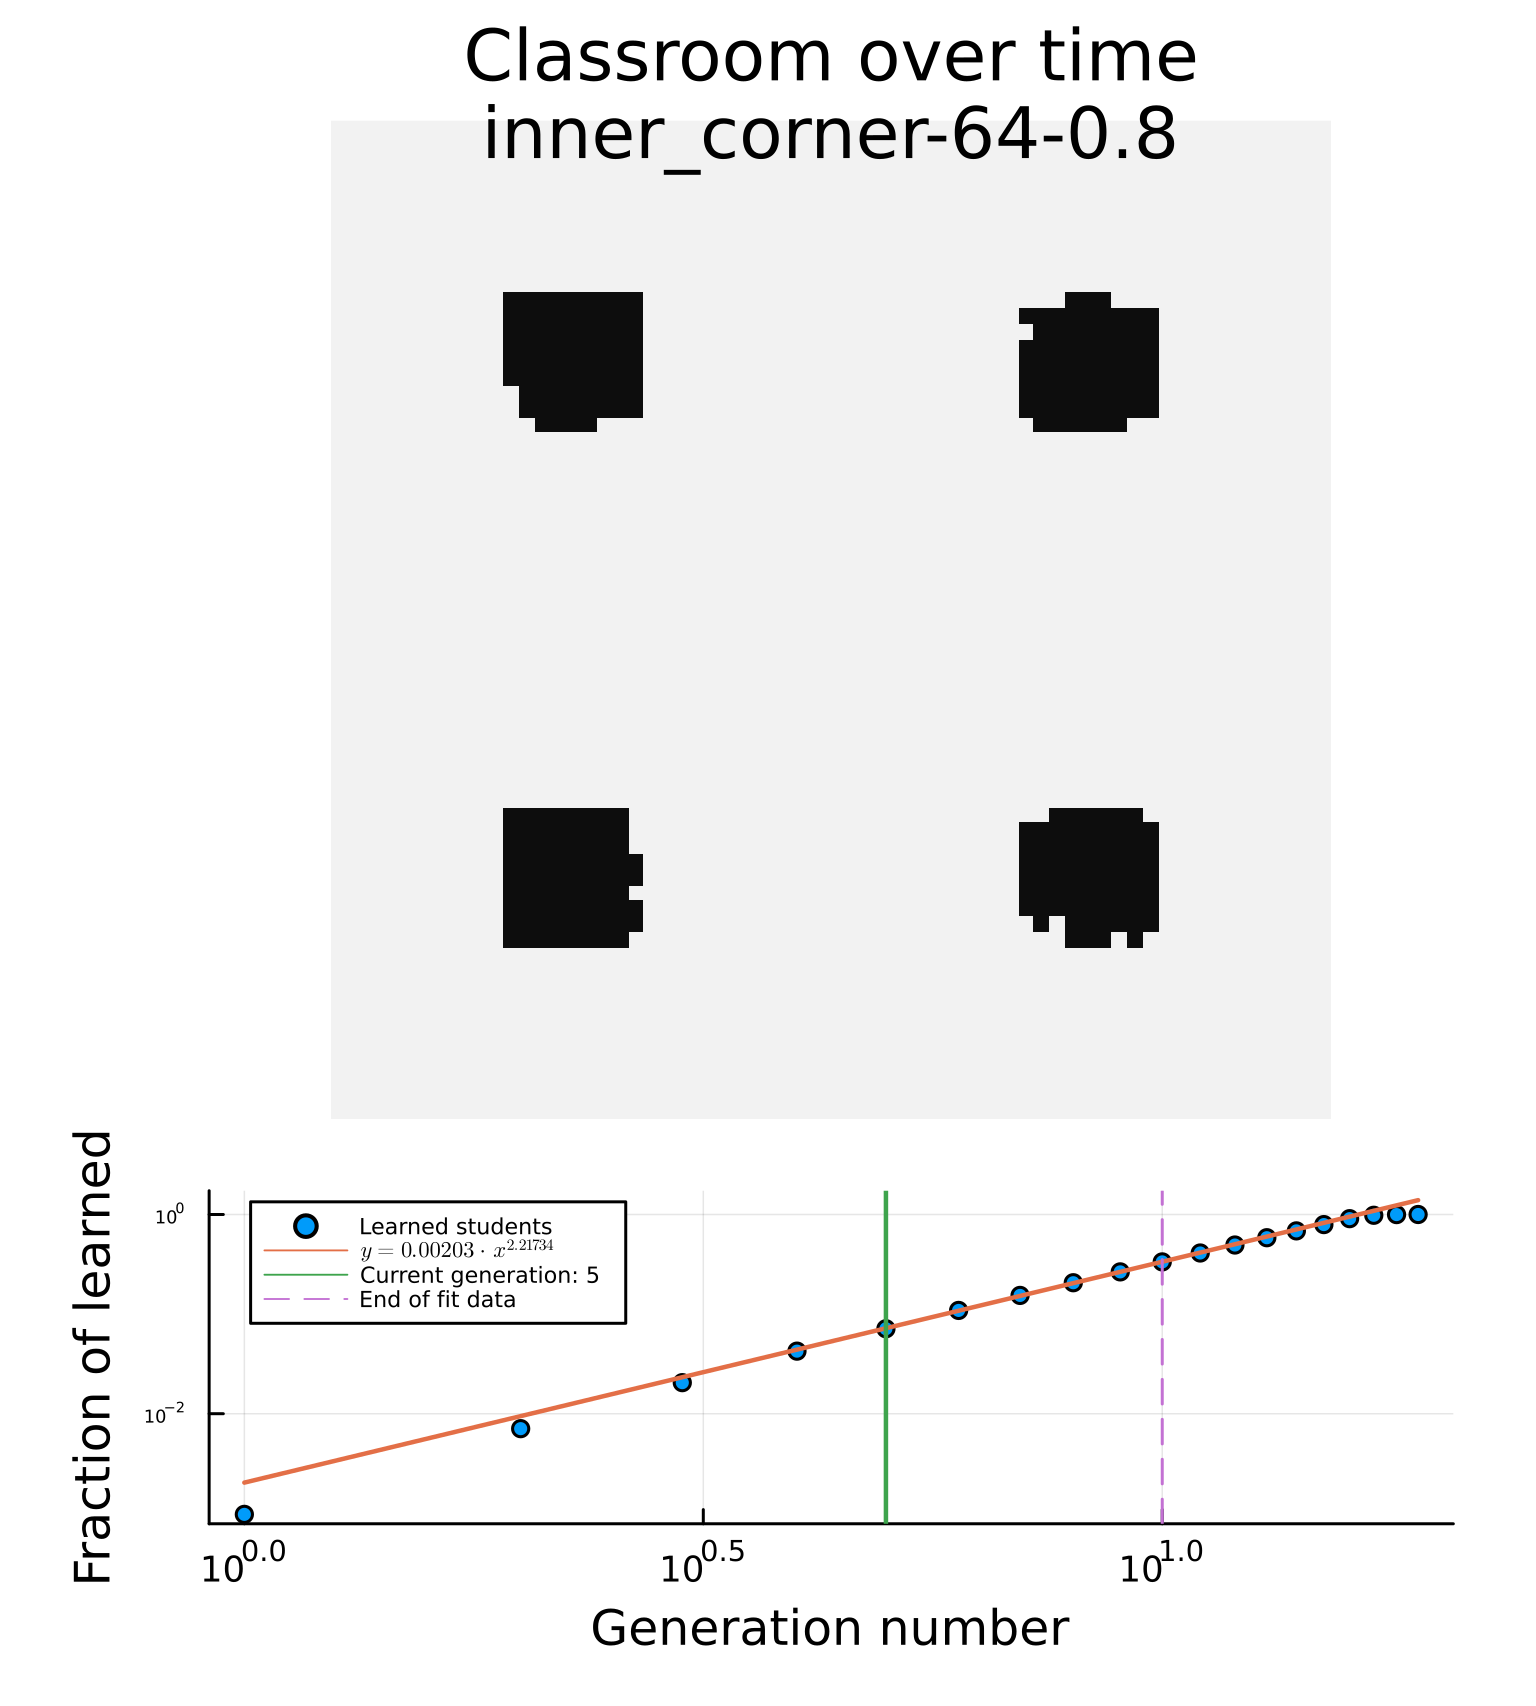 Classroom over time
inner_corner-64-0.8
Fraction of learned
10^0
10^−2
Learned students
y = 0.00203 · x^2.21734
Current generation: 5
End of fit data
10^0.0
10^0.5
10^1.0
Generation number